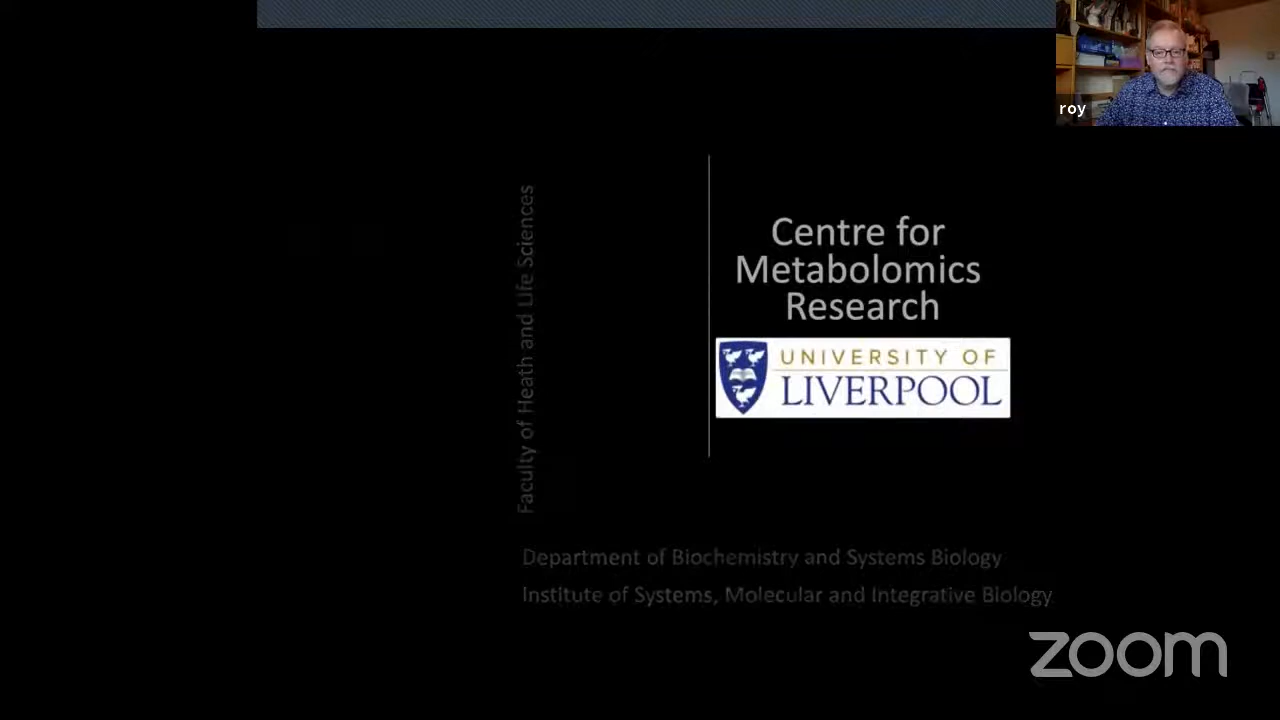 roy
Faculty of Heath and Life Sciences
Centre for
Metabolomics
Research
UNIVERSITY OF
LIVERPOOL
Department of Biochemistry and Systems Biology
Institute of Systems, Molecular and Integrative Biology
zoom